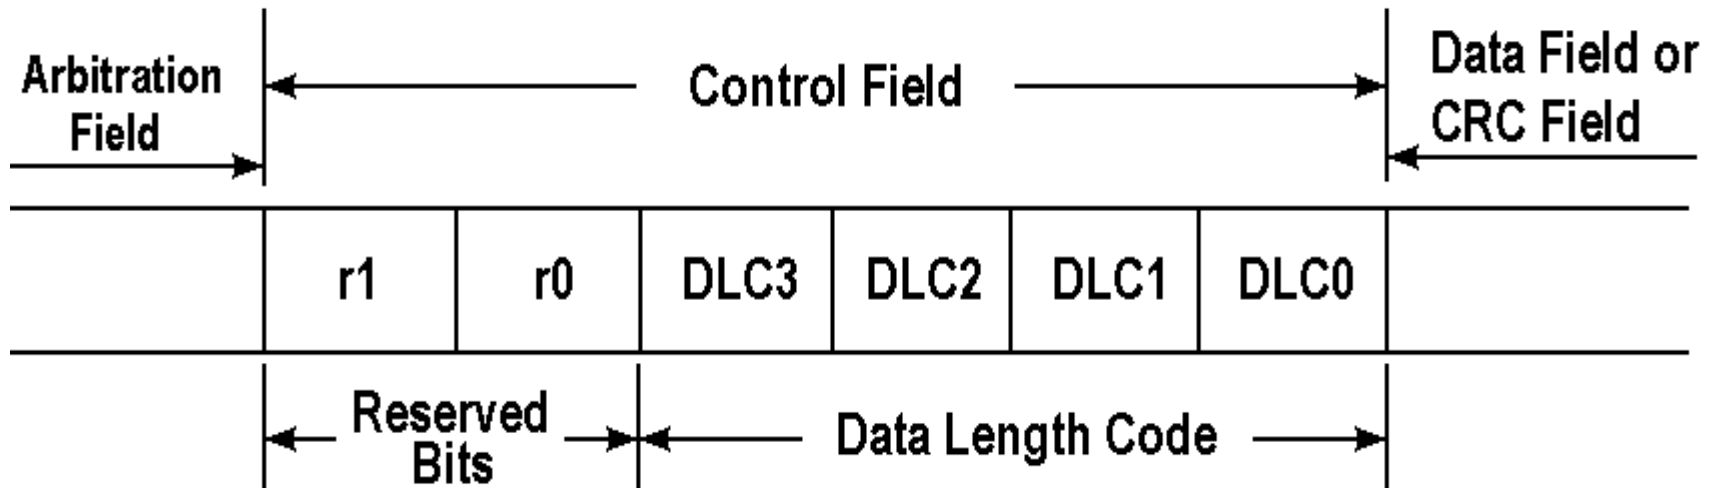 Arbitration
Field
Control Field
Data Field or
CRC Field
r1
r0
DLC3
DLC2
DLC1
DLC0
Reserved
Bits
Data Length Code